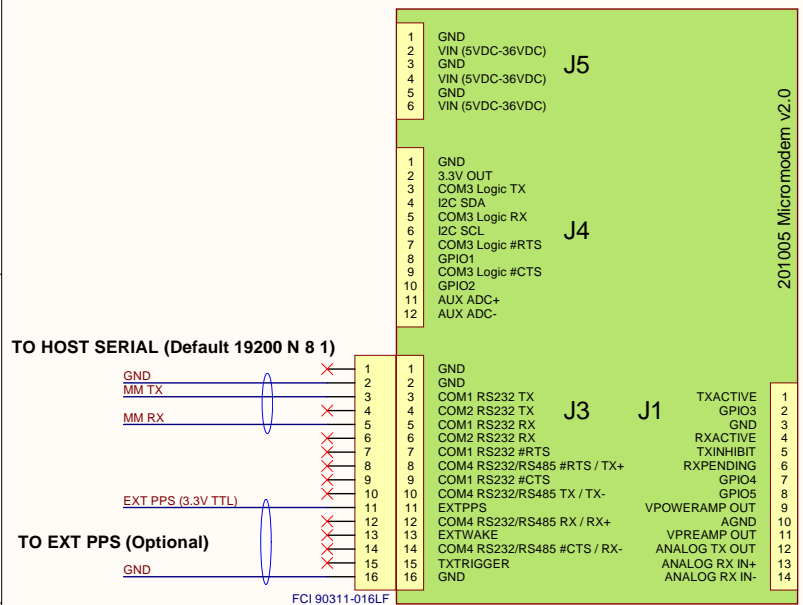 1 GND
2 VIN (5VDC-36VDC)
3 GND
4 VIN (5VDC-36VDC)
5 GND
6 VIN (5VDC-36VDC)
J5
201005 Micromodem v2.0
1 GND
2 3.3V OUT
3 COM3 Logic TX
4 I2C SDA
5 COM3 Logic RX
6 I2C SCL
7 COM3 Logic #RTS
8 GPIO1
9 COM3 Logic #CTS
10 GPIO2
11 AUX ADC+
12 AUX ADC-
J4
TO HOST SERIAL (Default 19200 N 8 1)
GND
MM TX
MM RX
EXT PPS (3.3V TTL)
TO EXT PPS (Optional)
GND
1
2
3
4
5
6
7
8
9
10
11
12
13
14
15
16
FCI 90311-016LF
1 GND
2 GND
3 COM1 RS232 TX
4 COM2 RS232 TX
5 COM1 RS232 RX
6 COM2 RS232 RX
7 COM1 RS232 #RTS
8 COM4 RS232/RS485 #RTS / TX+
9 COM1 RS232 #CTS
10 COM4 RS232/RS485 TX / TX-
11 EXTPPS
12 COM4 RS232/RS485 RX / RX+
13 EXTWAKE
14 COM4 RS232/RS485 #CTS / RX-
15 TXTRIGGER
16 GND
J3
J1
TXACTIVE 1
GPIO3 2
GND 3
RXACTIVE 4
TXINHIBIT 5
RXPENDING 6
GPIO4 7
GPIO5 8
VPOWERAMP OUT 9
AGND 10
VPREAMP OUT 11
ANALOG TX OUT 12
ANALOG RX IN+ 13
ANALOG RX IN- 14